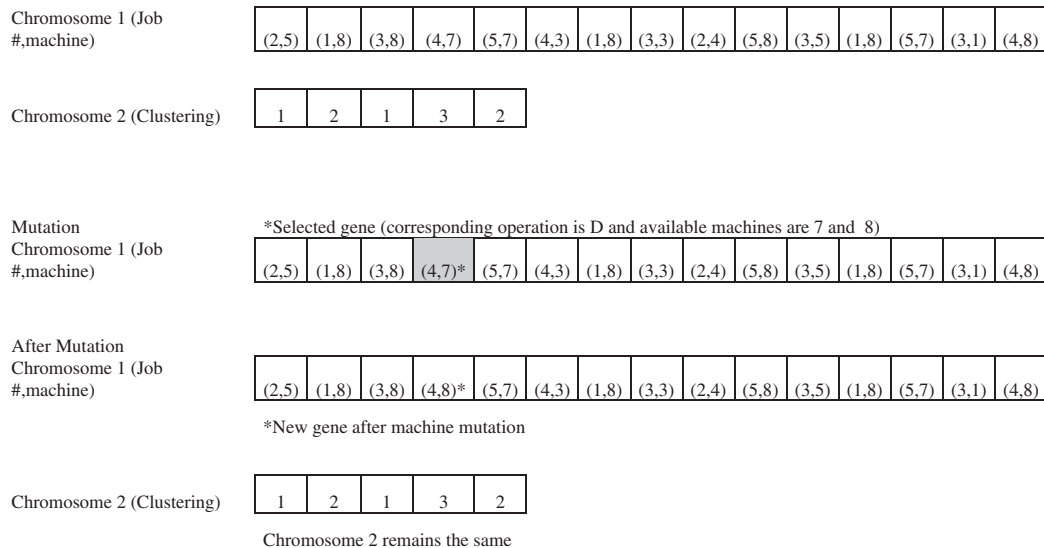 Chromosome 1 (Job
#,machine)
(2,5) (1,8) (3,8) (4,7) (5,7) (4,3) (1,8) (3,3) (2,4) (5,8) (3,5) (1,8) (5,7) (3,1) (4,8)
Chromosome 2 (Clustering)
1 2 1 3 2
Mutation
*Selected gene (corresponding operation is D and available machines are 7 and 8)
Chromosome 1 (Job
#,machine)
(2,5) (1,8) (3,8) (4,7)* (5,7) (4,3) (1,8) (3,3) (2,4) (5,8) (3,5) (1,8) (5,7) (3,1) (4,8)
After Mutation
Chromosome 1 (Job
#,machine)
(2,5) (1,8) (3,8) (4,8)* (5,7) (4,3) (1,8) (3,3) (2,4) (5,8) (3,5) (1,8) (5,7) (3,1) (4,8)
*New gene after machine mutation
Chromosome 2 (Clustering)
1 2 1 3 2
Chromosome 2 remains the same